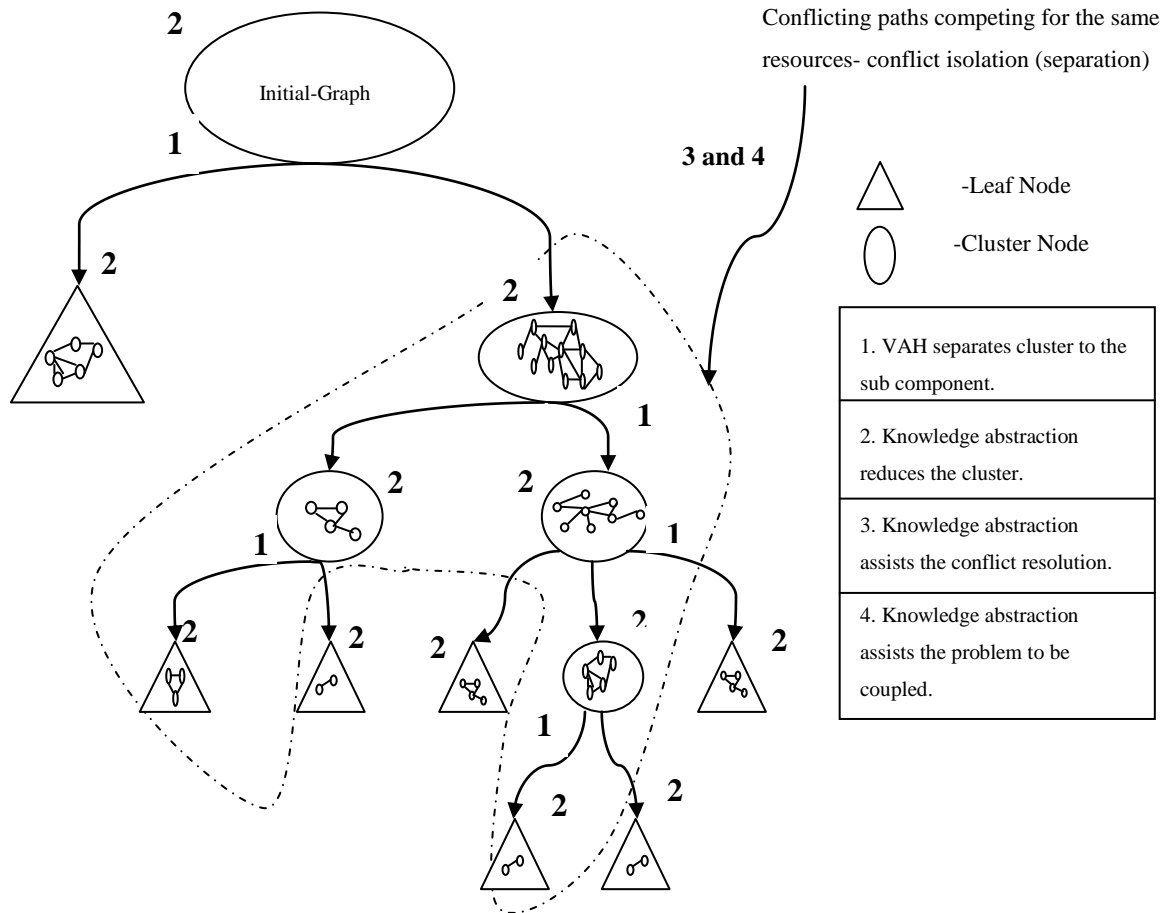 2
Conflicting paths competing for the same
resources- conflict isolation (separation)
Initial-Graph
1
3 and 4
-Leaf Node
-Cluster Node
2
2
1. VAH separates cluster to the
sub component.
2. Knowledge abstraction
reduces the cluster.
3. Knowledge abstraction
assists the conflict resolution.
4. Knowledge abstraction
assists the problem to be
coupled.
1
2
2
1
1
2
2
2
2
2
1
2
2